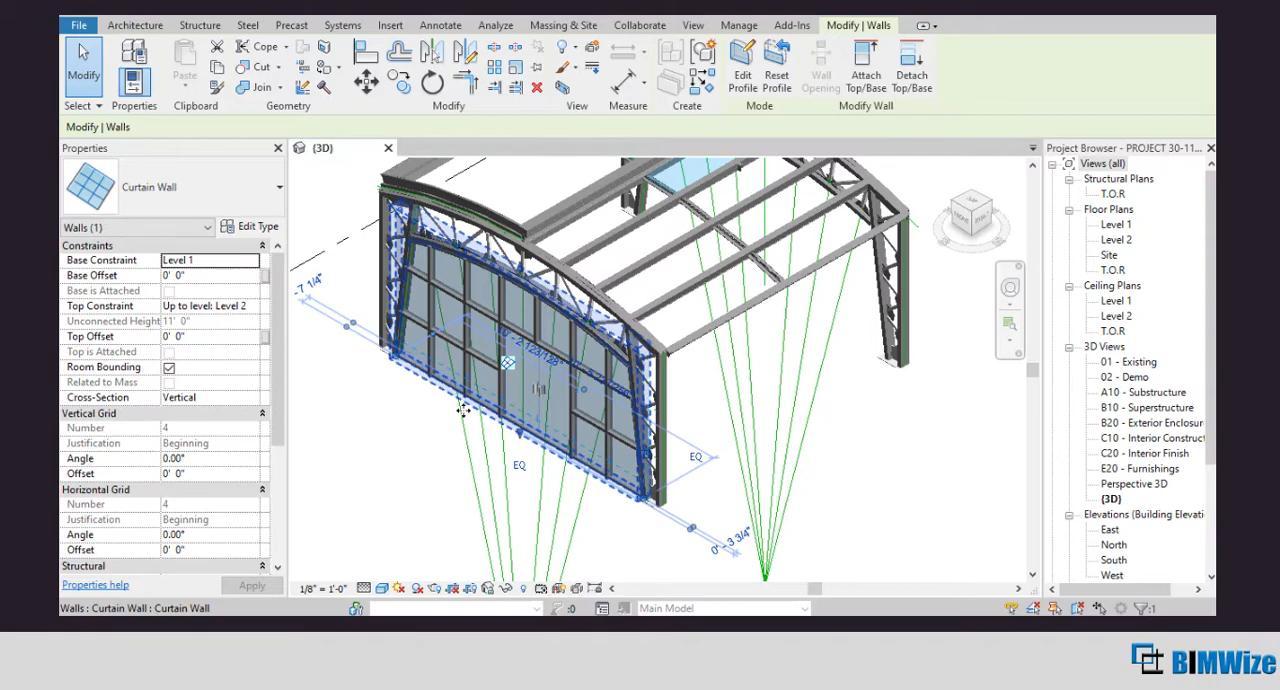 File Architecture Structure Steel Precast Systems Insert Annotate Analyze Massing & Site Collaborate View Manage Add-Ins Modify | Walls
Modify
Select
Properties
Paste
Clipboard
Cope
Cut
Join
Geometry
Modify
View
Measure
Create
Edit Profile
Reset Profile
Mode
Wall Opening
Attach Top/Base
Detach Top/Base
Modify Wall
Modify | Walls
Properties
Curtain Wall
Walls (1) Edit Type
Constraints
Base Constraint Level 1
Base Offset 0' 0"
Base is Attached
Top Constraint Up to level: Level 2
Unconnected Height 11' 0"
Top Offset 0' 0"
Top is Attached
Room Bounding
Related to Mass
Cross-Section Vertical
Vertical Grid
Number 4
Justification Beginning
Angle 0.00°
Offset 0' 0"
Horizontal Grid
Number 4
Justification Beginning
Angle 0.00°
Offset 0' 0"
Structural
Properties help Apply
{3D}
-7 1/4"
EQ
EQ
0' - 3 3/4"
1/8" = 1'-0"
Project Browser - PROJECT 30-11...
Views (all)
Structural Plans
T.O.R
Floor Plans
Level 1
Level 2
Site
T.O.R
Ceiling Plans
Level 1
Level 2
T.O.R
3D Views
01 - Existing
02 - Demo
A10 - Substructure
B10 - Superstructure
B20 - Exterior Enclosur
C10 - Interior Construct
C20 - Interior Finish
E20 - Furnishings
Perspective 3D
{3D}
Elevations (Building Elevati
East
North
South
West
Walls : Curtain Wall : Curtain Wall :0 Main Model :1
BIMWize